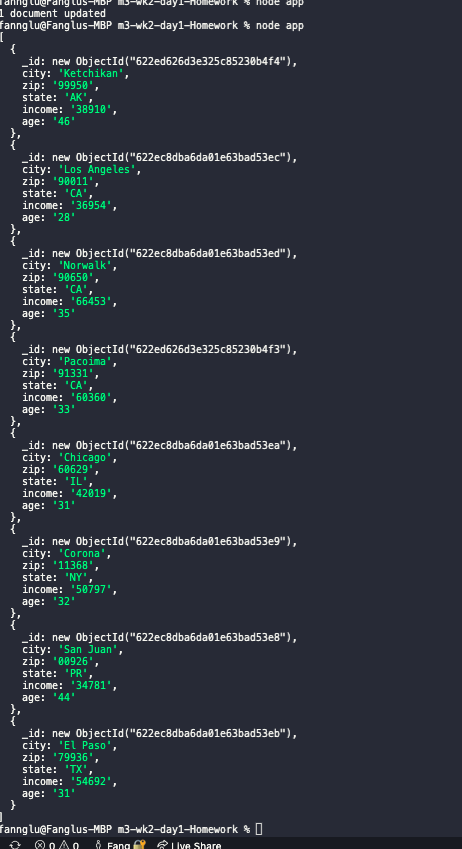 fannglu@Fanglus-MBP m3-wk2-day1-Homework % node app
1 document updated
fannglu@Fanglus-MBP m3-wk2-day1-Homework % node app
[
  {
    _id: new ObjectId("622ed626d3e325c85230b4f4"),
    city: 'Ketchikan',
    zip: '99950',
    state: 'AK',
    income: '38910',
    age: '46'
  },
  {
    _id: new ObjectId("622ec8dba6da01e63bad53ec"),
    city: 'Los Angeles',
    zip: '90011',
    state: 'CA',
    income: '36954',
    age: '28'
  },
  {
    _id: new ObjectId("622ec8dba6da01e63bad53ed"),
    city: 'Norwalk',
    zip: '90650',
    state: 'CA',
    income: '66453',
    age: '35'
  },
  {
    _id: new ObjectId("622ed626d3e325c85230b4f3"),
    city: 'Pacoima',
    zip: '91331',
    state: 'CA',
    income: '60360',
    age: '33'
  },
  {
    _id: new ObjectId("622ec8dba6da01e63bad53ea"),
    city: 'Chicago',
    zip: '60629',
    state: 'IL',
    income: '42019',
    age: '31'
  },
  {
    _id: new ObjectId("622ec8dba6da01e63bad53e9"),
    city: 'Corona',
    zip: '11368',
    state: 'NY',
    income: '50797',
    age: '32'
  },
  {
    _id: new ObjectId("622ec8dba6da01e63bad53e8"),
    city: 'San Juan',
    zip: '00926',
    state: 'PR',
    income: '34781',
    age: '44'
  },
  {
    _id: new ObjectId("622ec8dba6da01e63bad53eb"),
    city: 'El Paso',
    zip: '79936',
    state: 'TX',
    income: '54692',
    age: '31'
  }
]
fannglu@Fanglus-MBP m3-wk2-day1-Homework %
0 0 Fang Live Share